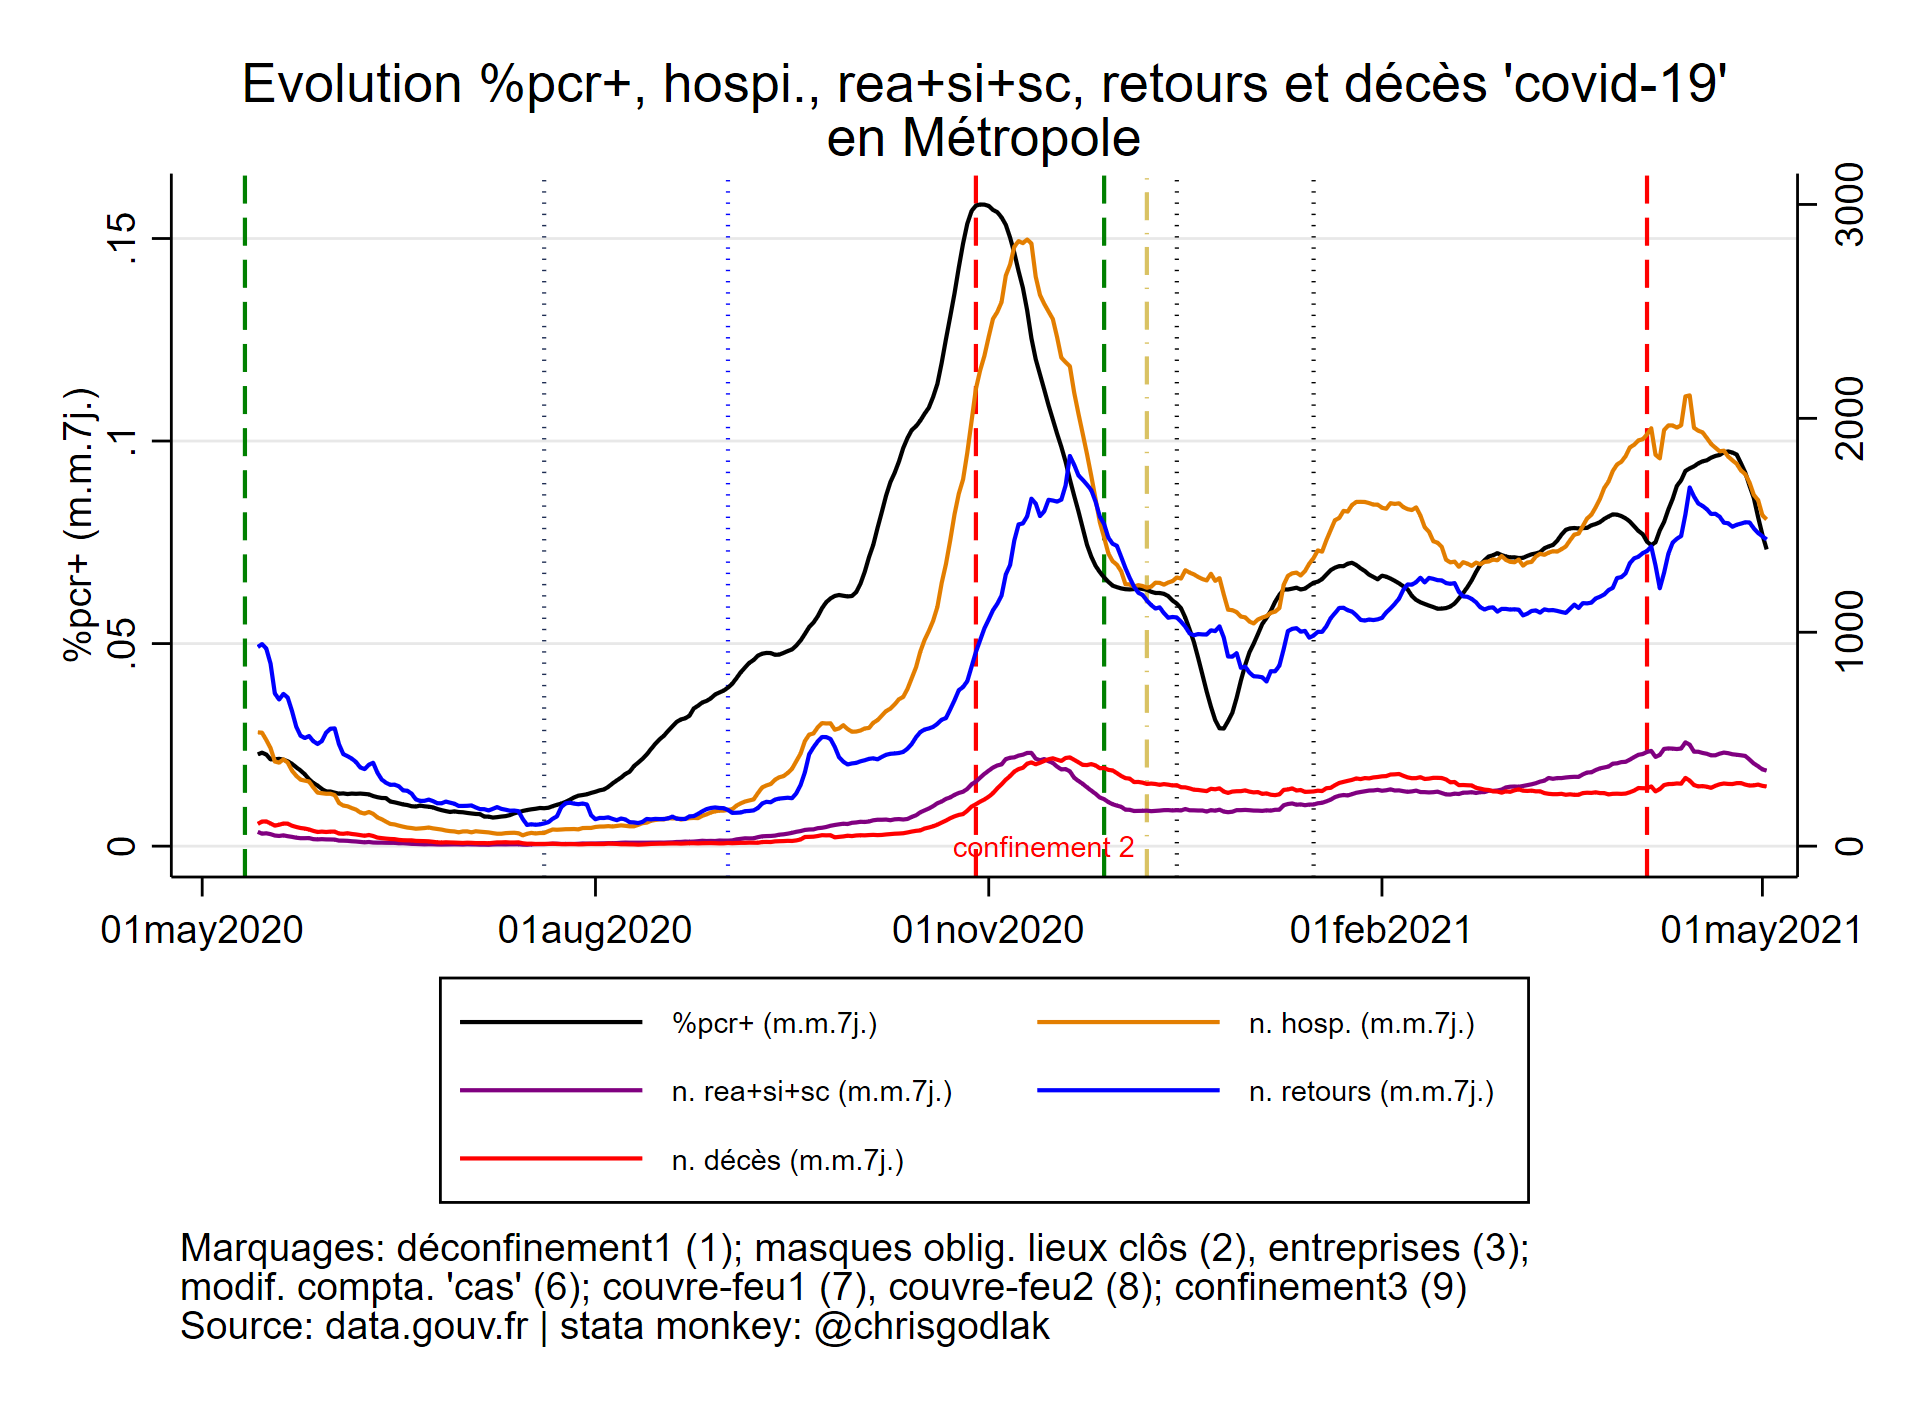 Evolution %pcr+, hospi., rea+si+sc, retours et décès 'covid-19'
en Métropole
%pcr+ (m.m.7j.)
.15
.1
.05
0
3000
2000
1000
0
confinement 2
01may2020
01aug2020
01nov2020
01feb2021
01may2021
%pcr+ (m.m.7j.)
n. hosp. (m.m.7j.)
n. rea+si+sc (m.m.7j.)
n. retours (m.m.7j.)
n. décès (m.m.7j.)
Marquages: déconfinement1 (1); masques oblig. lieux clôs (2), entreprises (3);
modif. compta. 'cas' (6); couvre-feu1 (7), couvre-feu2 (8); confinement3 (9)
Source: data.gouv.fr | stata monkey: @chrisgodlak